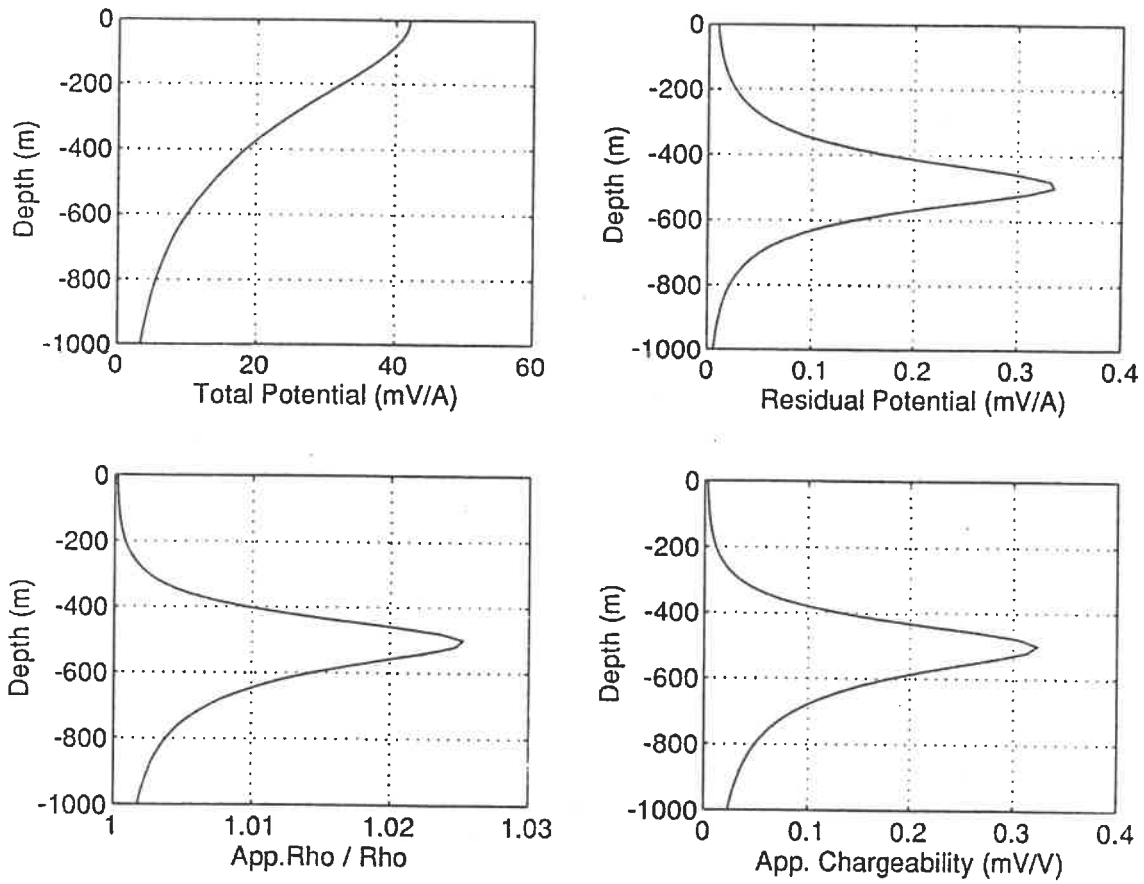 0
-200
-400
-600
-800
-1000
Depth (m)
0 20 40 60
Total Potential (mV/A)
0
-200
-400
-600
-800
-1000
Depth (m)
0 0.1 0.2 0.3 0.4
Residual Potential (mV/A)
0
-200
-400
-600
-800
-1000
Depth (m)
1 1.01 1.02 1.03
App.Rho / Rho
0
-200
-400
-600
-800
-1000
Depth (m)
0 0.1 0.2 0.3 0.4
App. Chargeability (mV/V)